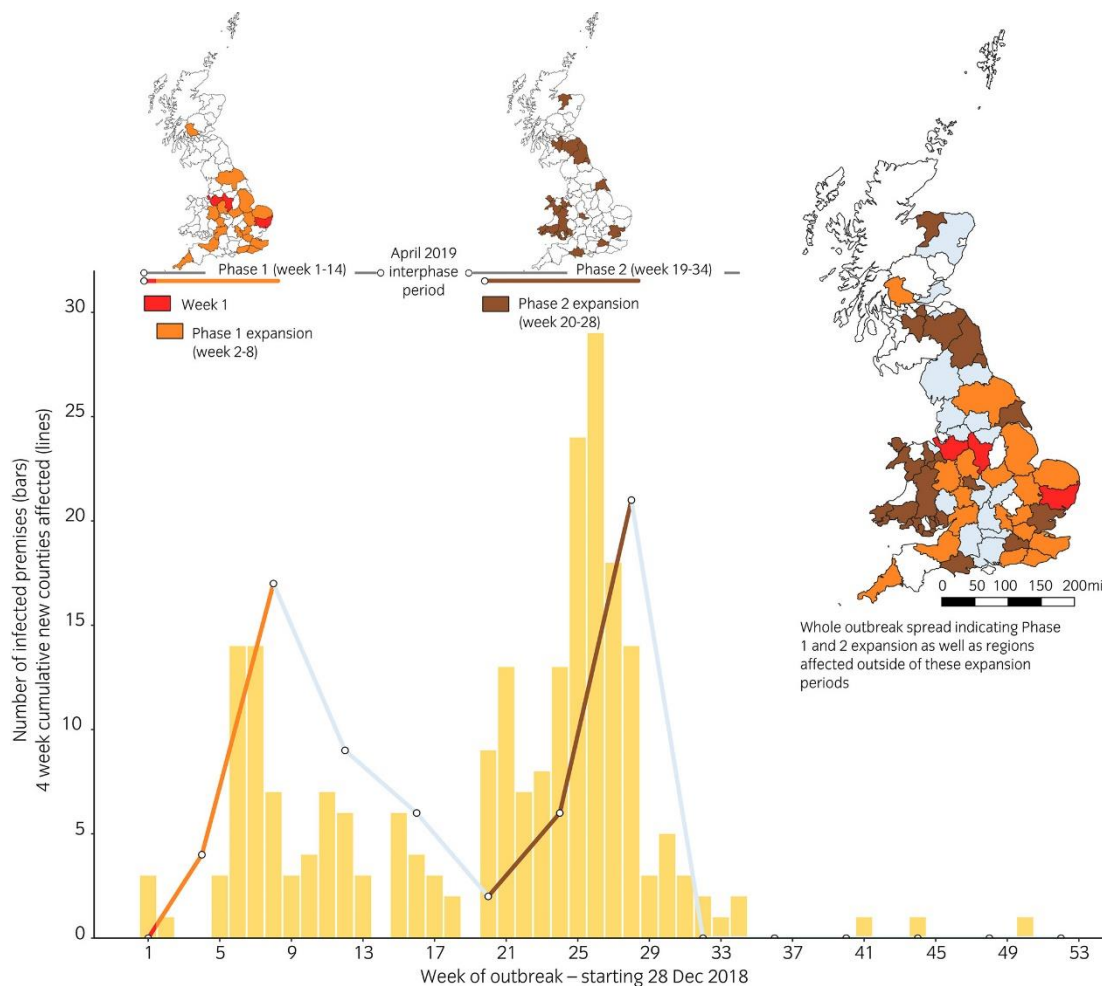 April 2019
interphase
period
Phase 1 (week 1-14)
Phase 2 (week 19-34)
Week 1
Phase 1 expansion
(week 2-8)
Phase 2 expansion
(week 20-28)
0 50 100 150 200mi
Whole outbreak spread indicating Phase
1 and 2 expansion as well as regions
affected outside of these expansion
periods
Number of infected premises (bars)
4 week cumulative new counties affected (lines)
30
25
20
15
10
5
0
1 5 9 13 17 21 25 29 33 37 41 45 49 53
Week of outbreak – starting 28 Dec 2018